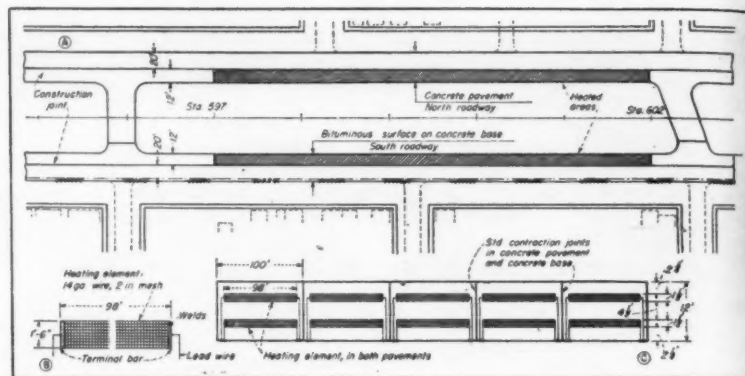 A
20'
12'
Construction
joint
Sta. 597
Concrete pavement
North roadway
Heated
areas
Sta. 602
Bituminous surface on concrete base
South roadway
20'
12'
Heating element:
14 ga wire, 2 in mesh
98'
Welds
1'-6"
Lead wire
Terminal bar
B
100'
98'
Std contraction joints
in concrete pavement
and concrete base
12'
Heating element, in both pavements
C